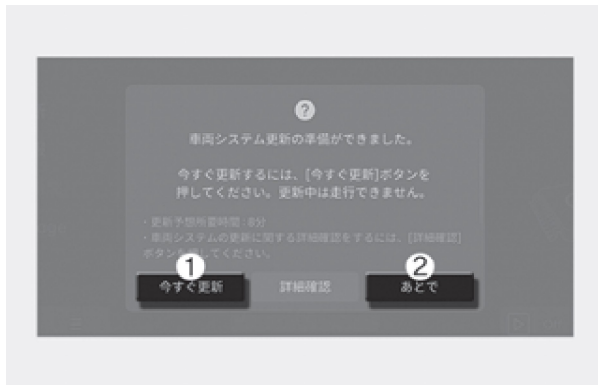 ?
車両システム更新の準備ができました。
今すぐ更新するには、[今すぐ更新]ボタンを
押してください。更新中は走行できません。
・更新予想所要時間：8分
・車両システムの更新に関する詳細確認をするには、[詳細確認]
ボタンを押してください。
1 2
今すぐ更新 詳細確認 あとで